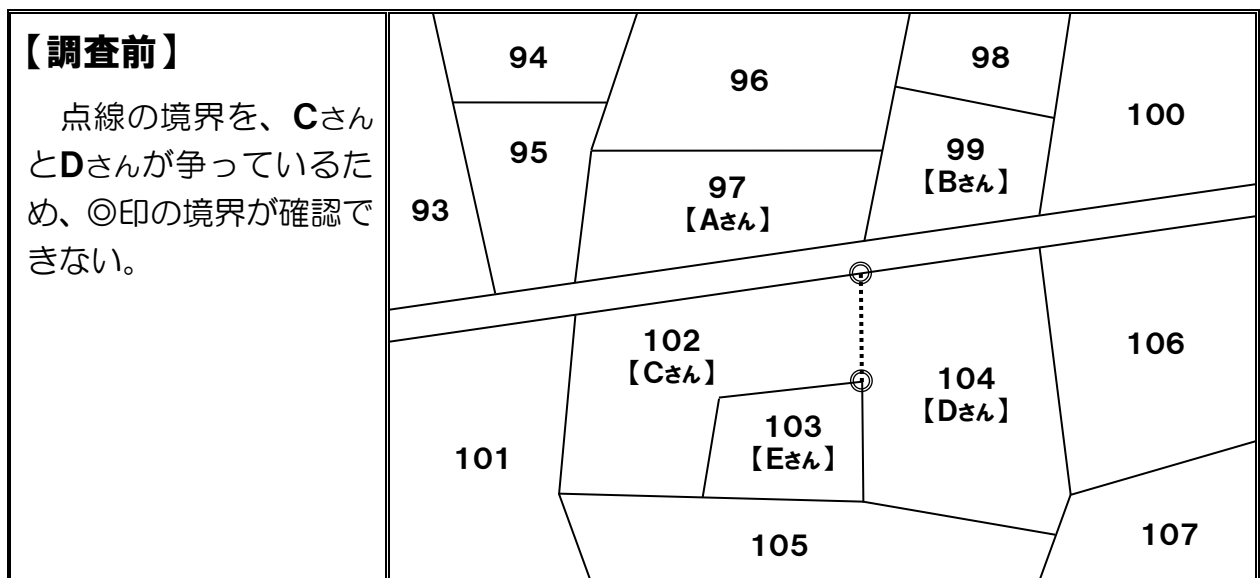 【調査前】
点線の境界を、Cさん
とDさんが争っているた
め、◎印の境界が確認で
きない。
94
96
98
100
95
99
【Bさん】
97
【Aさん】
93
102
【Cさん】
106
104
【Dさん】
103
【Eさん】
101
107
105